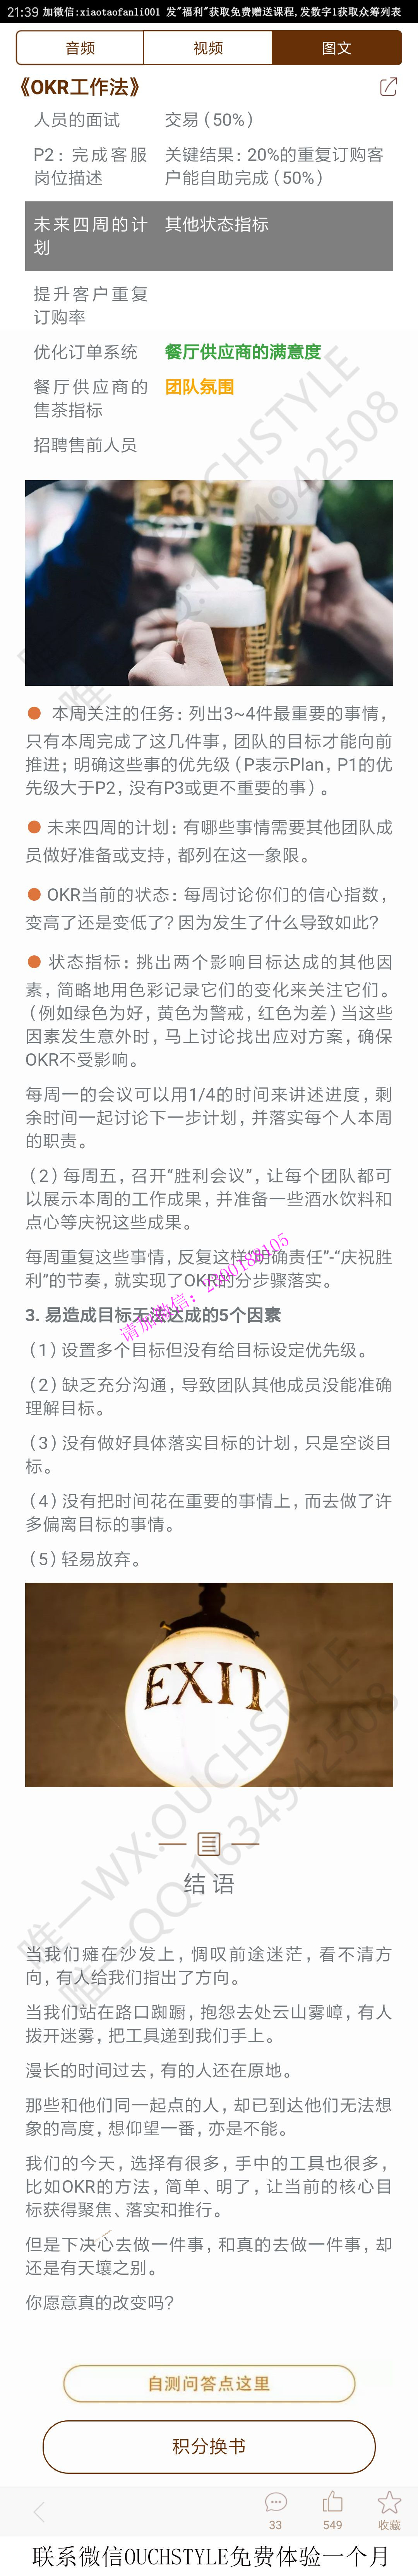 21:39 加微信:xiaotaofanli001 发"福利"获取免费赠送课程,发数字1获取众筹列表
音频 视频 图文
《OKR工作法》
人员的面试 交易（50%）
P2：完成客服 关键结果：20%的重复订购客
岗位描述 户能自助完成（50%）
未来四周的计 其他状态指标
划
提升客户重复
订购率
优化订单系统 餐厅供应商的满意度
餐厅供应商的 团队氛围
售茶指标
招聘售前人员
● 本周关注的任务：列出3~4件最重要的事情，
只有本周完成了这几件事，团队的目标才能向前
推进；明确这些事的优先级（P表示Plan，P1的优
先级大于P2，没有P3或更不重要的事）。
● 未来四周的计划：有哪些事情需要其他团队成
员做好准备或支持，都列在这一象限。
● OKR当前的状态：每周讨论你们的信心指数，
变高了还是变低了？因为发生了什么导致如此？
● 状态指标：挑出两个影响目标达成的其他因
素，简略地用色彩记录它们的变化来关注它们。
（例如绿色为好，黄色为警戒，红色为差）当这些
因素发生意外时，马上讨论找出应对方案，确保
OKR不受影响。
每周一的会议可以用1/4的时间来讲述进度，剩
余时间一起讨论下一步计划，并落实每个人本周
的职责。
（2）每周五，召开“胜利会议”，让每个团队都可
以展示本周的工作成果，并准备一些酒水饮料和
点心等庆祝这些成果。
每周重复这些事情，反复这样“明确责任”-“庆祝胜
利”的节奏，就实现了OKR的八步骤落实。
3. 易造成目标无法达成的5个因素
（1）设置多个目标但没有给目标设定优先级。
（2）缺乏充分沟通，导致团队其他成员没能准确
理解目标。
（3）没有做好具体落实目标的计划，只是空谈目
标。
（4）没有把时间花在重要的事情上，而去做了许
多偏离目标的事情。
（5）轻易放弃。
EXIT
结语
当我们瘫在沙发上，惆叹前途迷茫，看不清方
向，有人给我们指出了方向。
当我们站在路口踟蹰，抱怨去处云山雾嶂，有人
拨开迷雾，把工具递到我们手上。
漫长的时间过去，有的人还在原地。
那些和他们同一起点的人，却已到达他们无法想
象的高度，想仰望一番，亦是不能。
我们的今天，选择有很多，手中的工具也很多，
比如OKR的方法，简单、明了，让当前的核心目
标获得聚焦、落实和推行。
但是下决心去做一件事，和真的去做一件事，却
还是有天壤之别。
你愿意真的改变吗？
自测问答点这里
积分换书
33 549 收藏
联系微信OUCHSTYLE免费体验一个月
唯一WX:OUCHSTYLE
唯一QQ:1634942508